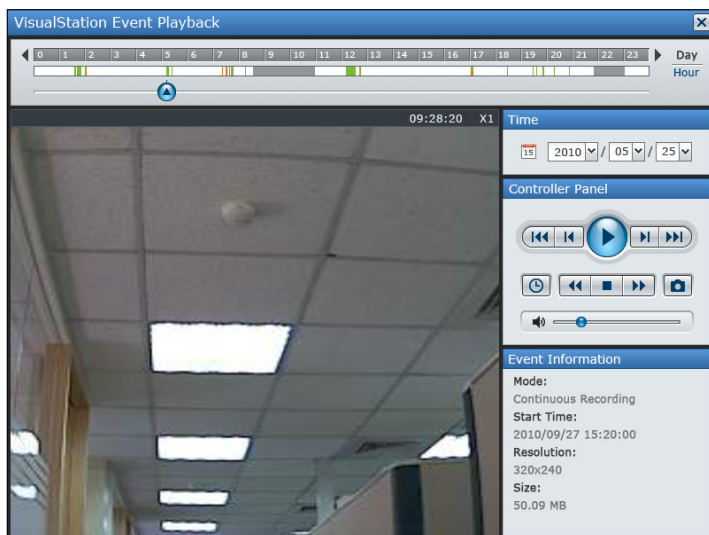 VisualStation Event Playback
0 1 2 3 4 5 6 7 8 9 10 11 12 13 14 15 16 17 18 19 20 21 22 23
Day
Hour
09:28:20 X1
Time
15 2010 / 05 / 25
Controller Panel
Event Information
Mode:
Continuous Recording
Start Time:
2010/09/27 15:20:00
Resolution:
320x240
Size:
50.09 MB